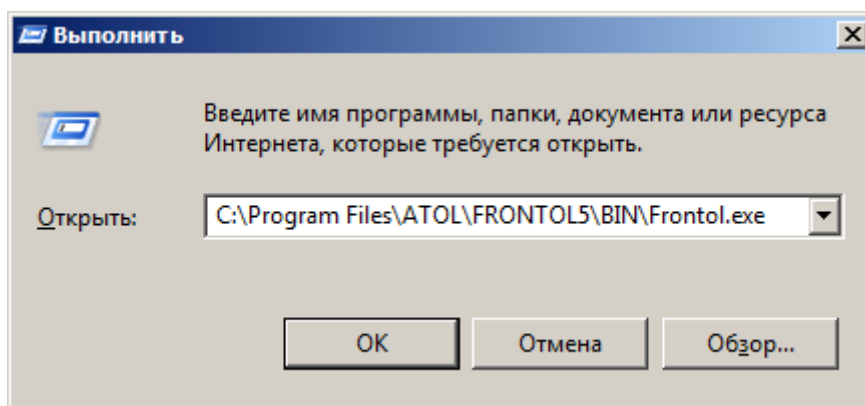 Выполнить
Введите имя программы, папки, документа или ресурса
Интернета, которые требуется открыть.
Открыть: C:\Program Files\ATOL\FRONTOL5\BIN\Frontol.exe
ОК Отмена Обзор...